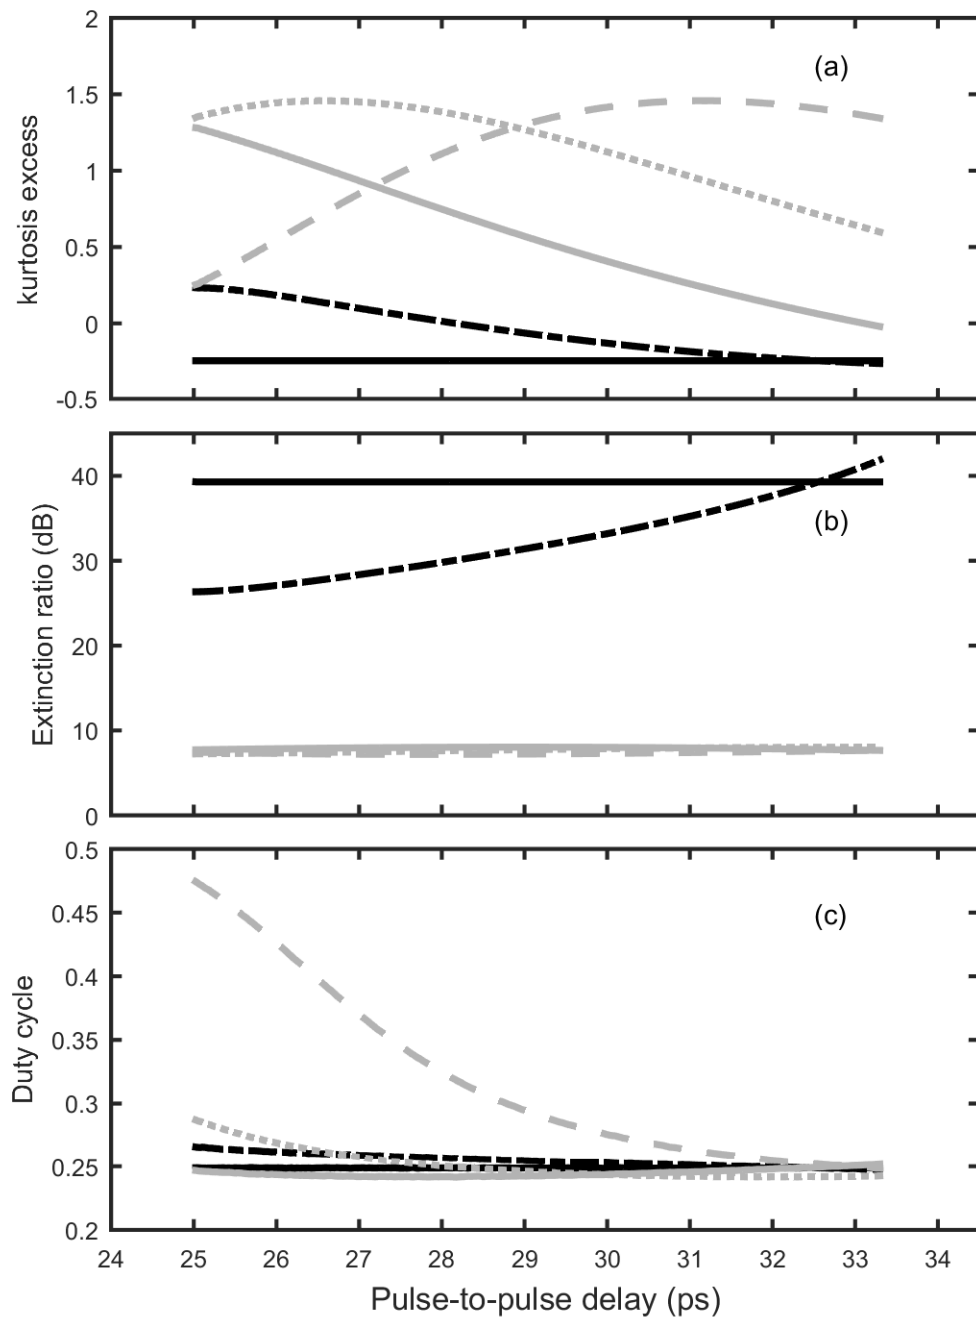 2
1.5
1
0.5
0
-0.5
kurtosis excess
(a)
40
30
20
10
0
Extinction ratio (dB)
(b)
0.5
0.45
0.4
0.35
0.3
0.25
0.2
Duty cycle
(c)
24 25 26 27 28 29 30 31 32 33 34
Pulse-to-pulse delay (ps)